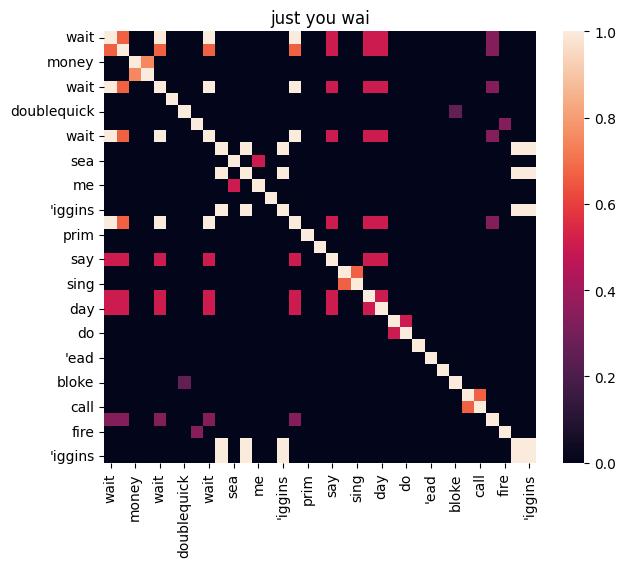 just you wai
wait
money
wait
doublequick
wait
sea
me
'iggins
prim
say
sing
day
do
'ead
bloke
call
fire
'iggins
1.0
0.8
0.6
0.4
0.2
0.0
wait
money
wait
doublequick
wait
sea
me
'iggins
prim
say
sing
day
do
'ead
bloke
call
fire
'iggins